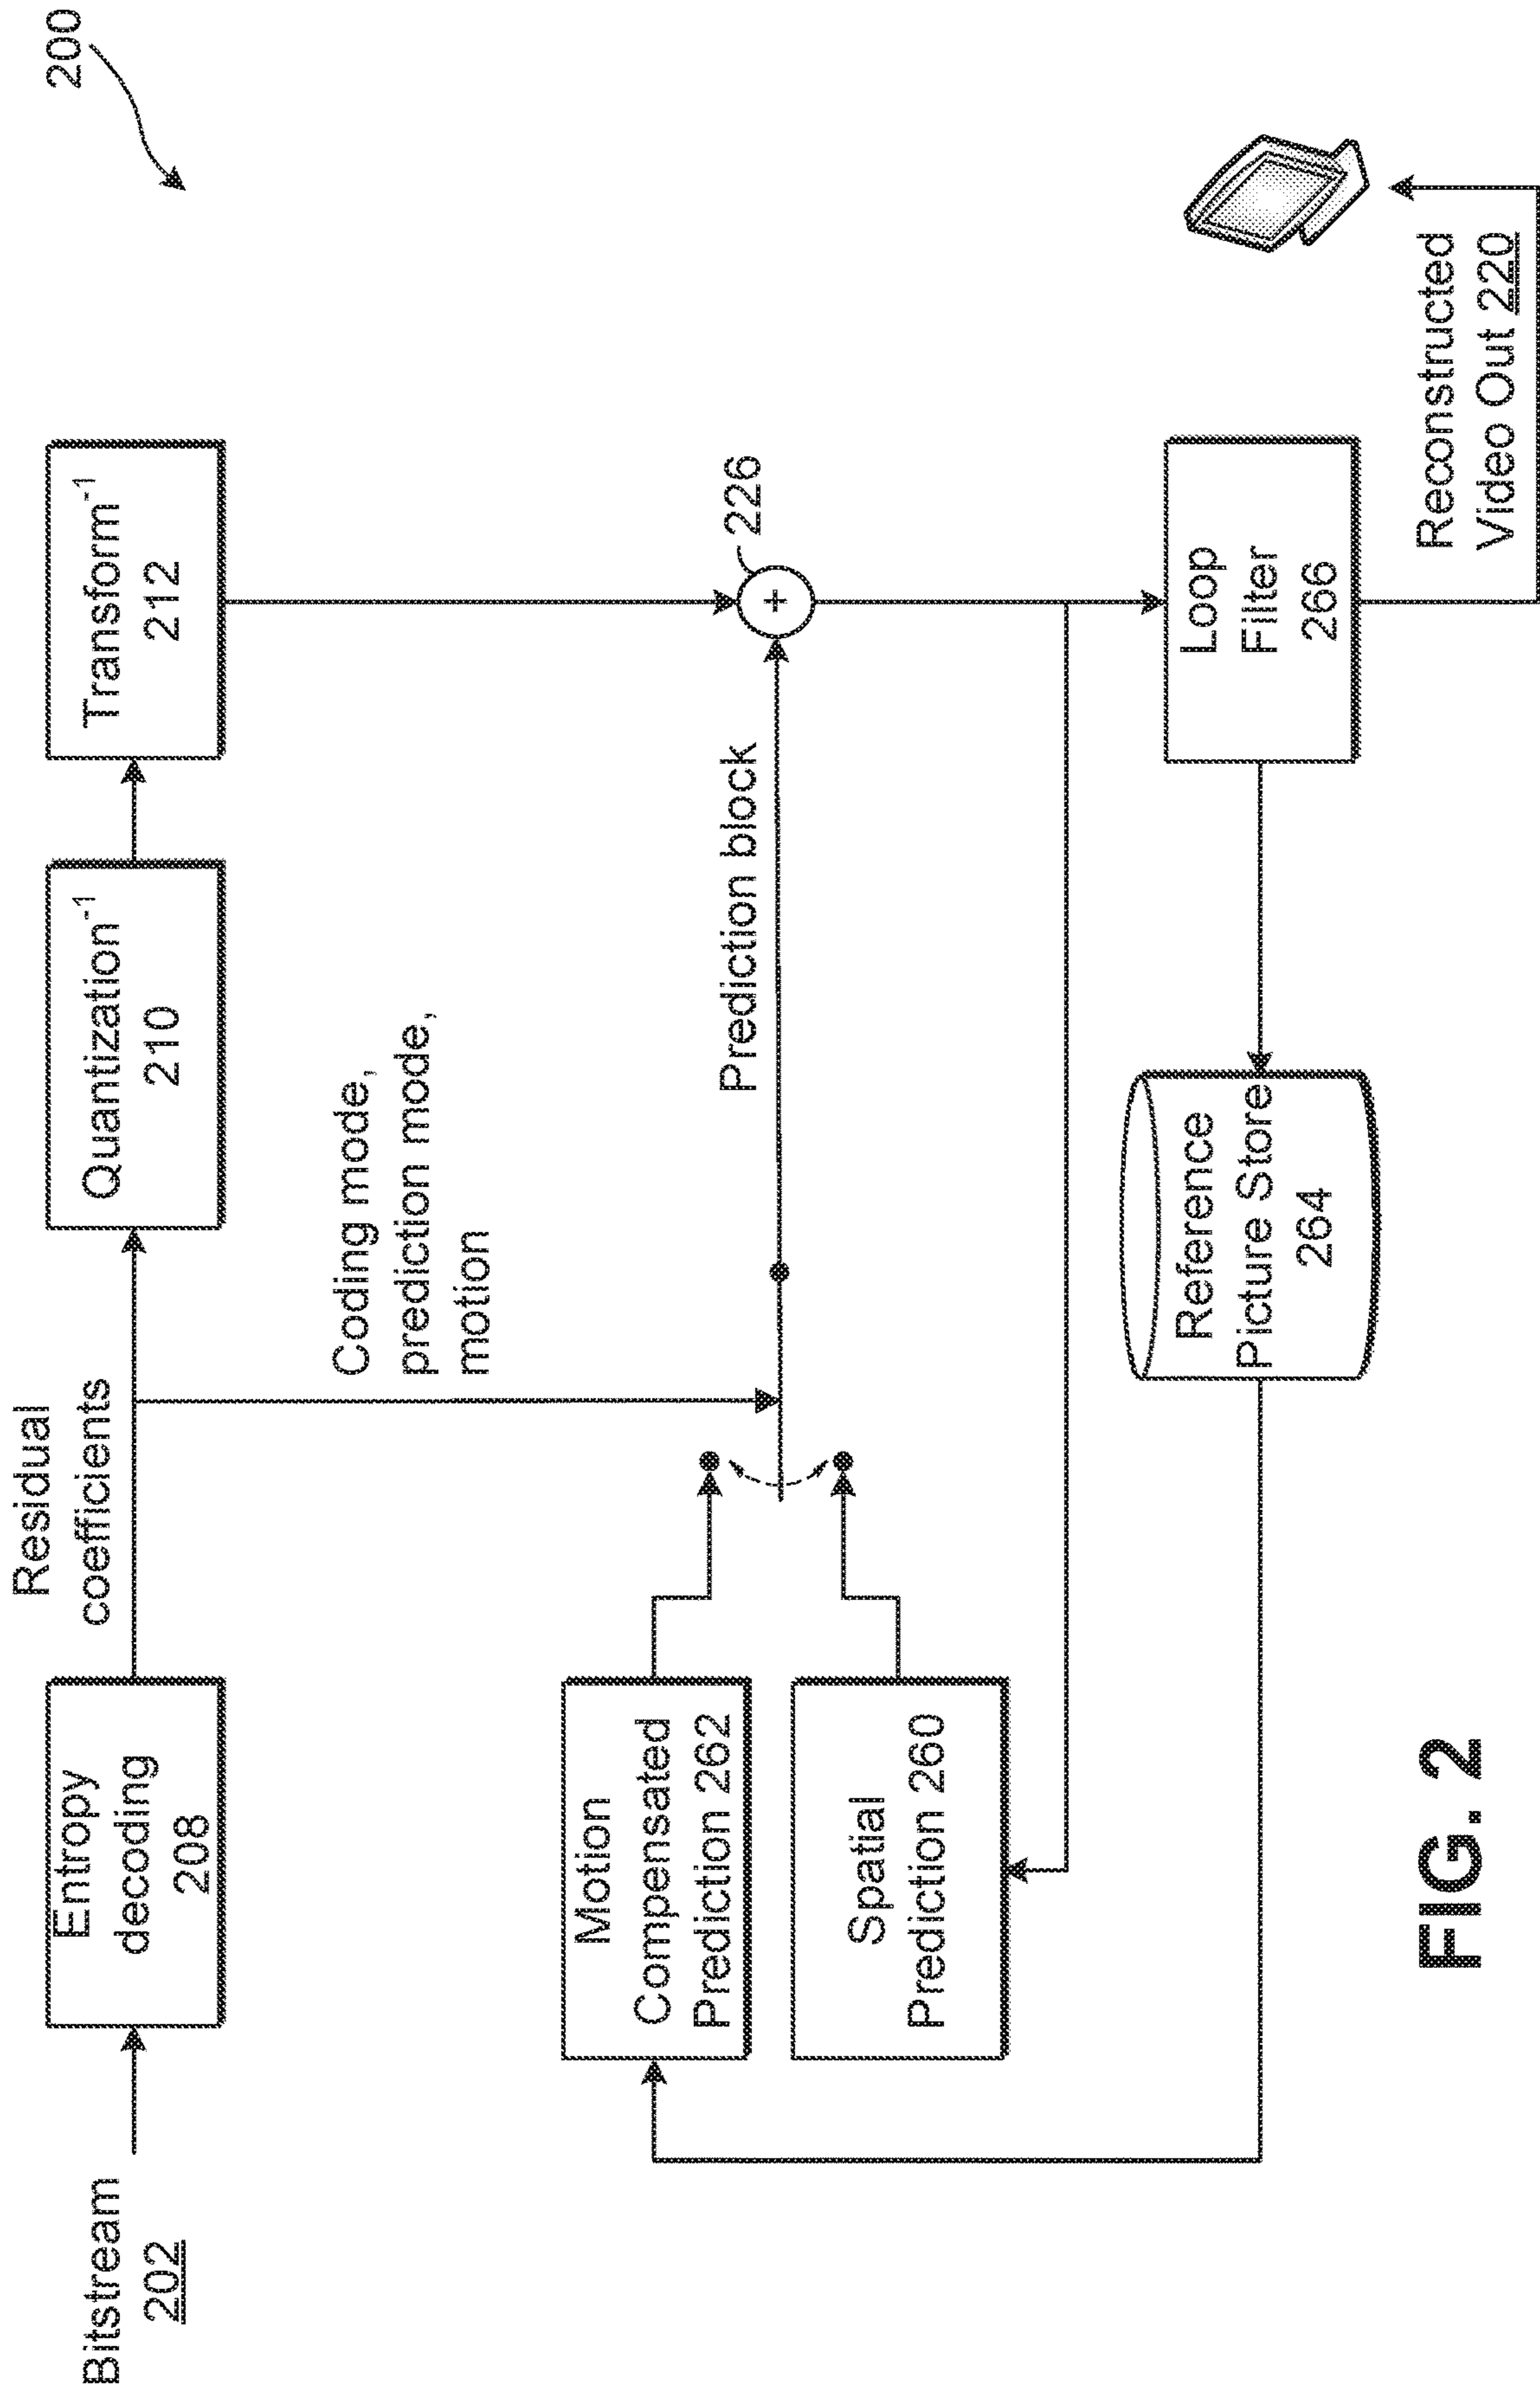 200
Residual
coefficients
Bitstream
202
Entropy
decoding
208
Quantization-1
210
Transform-1
212
Coding mode,
prediction mode,
motion
Motion
Compensated
Prediction 262
Spatial
Prediction 260
Prediction block
226
Reference
Picture Store
264
Loop
Filter
266
Reconstructed
Video Out 220
+
FIG. 2